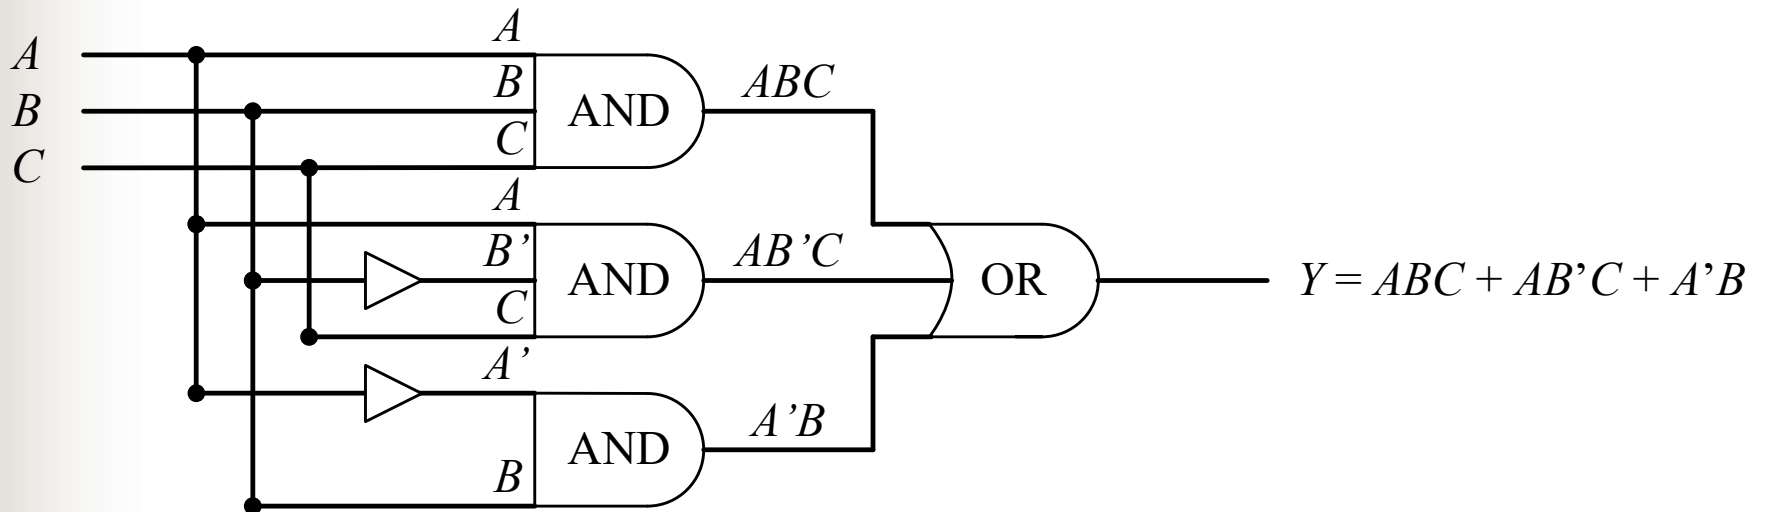 A
A
B
ABC
B
AND
C
C
A
B’
AB’C
AND
OR
Y = ABC + AB’C + A’B
C
A’
A’B
AND
B